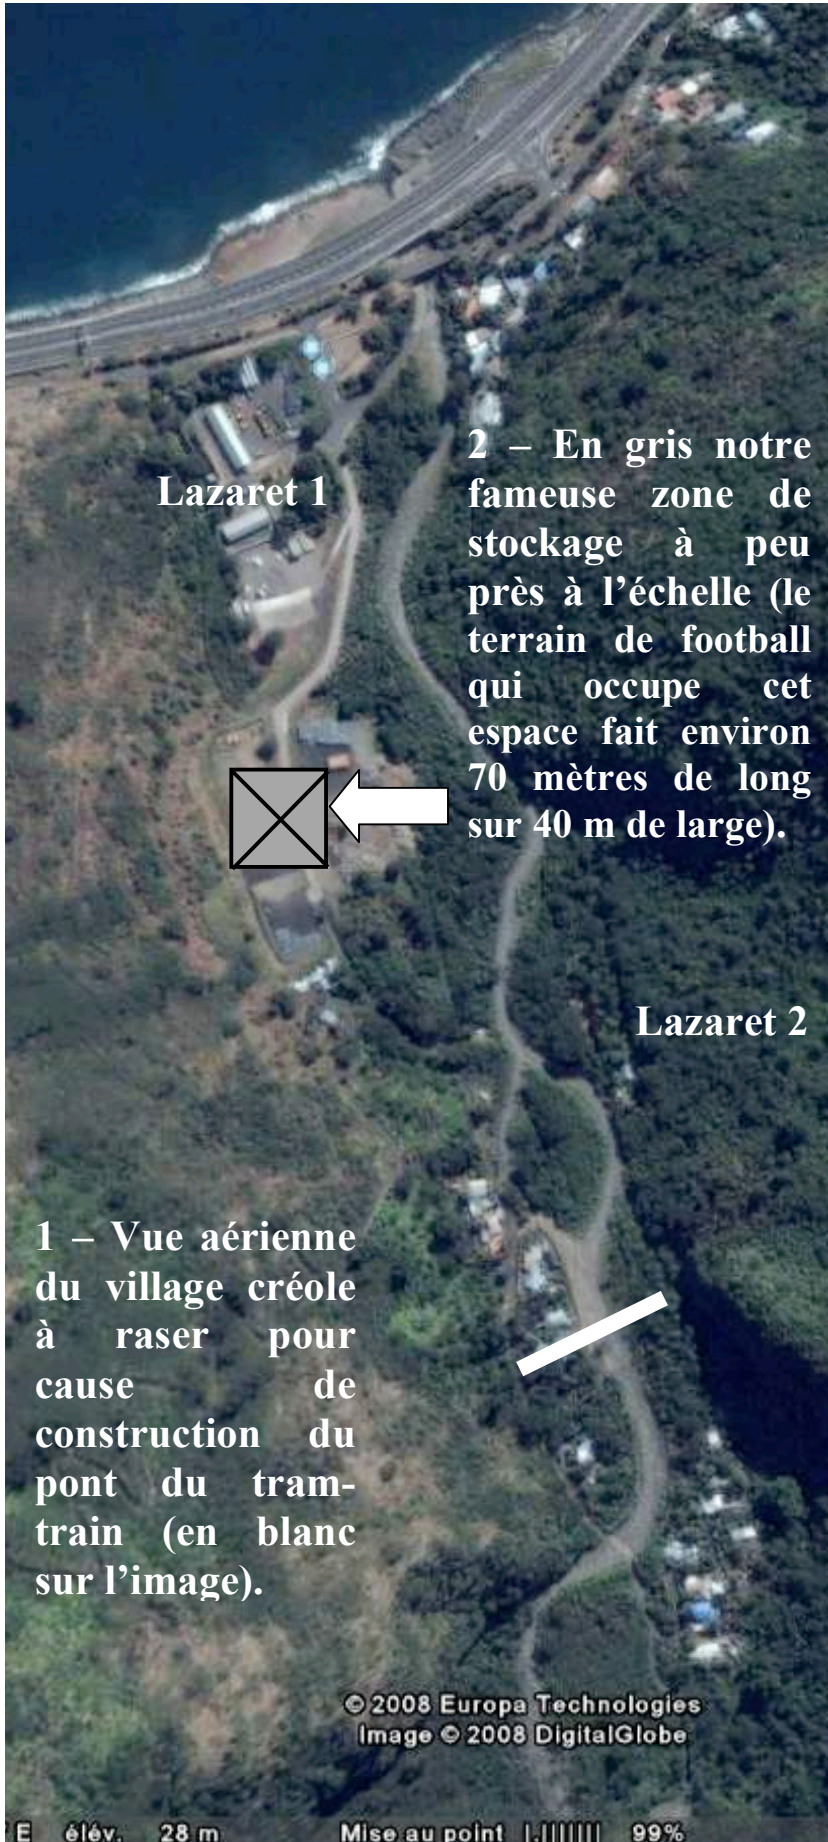 2 – En gris notre
fameuse zone de
stockage à peu
près à l’échelle (le
terrain de football
qui occupe cet
espace fait environ
70 mètres de long
sur 40 m de large).
Lazaret 1
Lazaret 2
1 – Vue aérienne
du village créole
à raser pour
cause de
construction du
pont du tram-
train (en blanc
sur l’image).
© 2008 Europa Technologies
Image © 2008 DigitalGlobe
E élév. 28 m Mise au point 99%